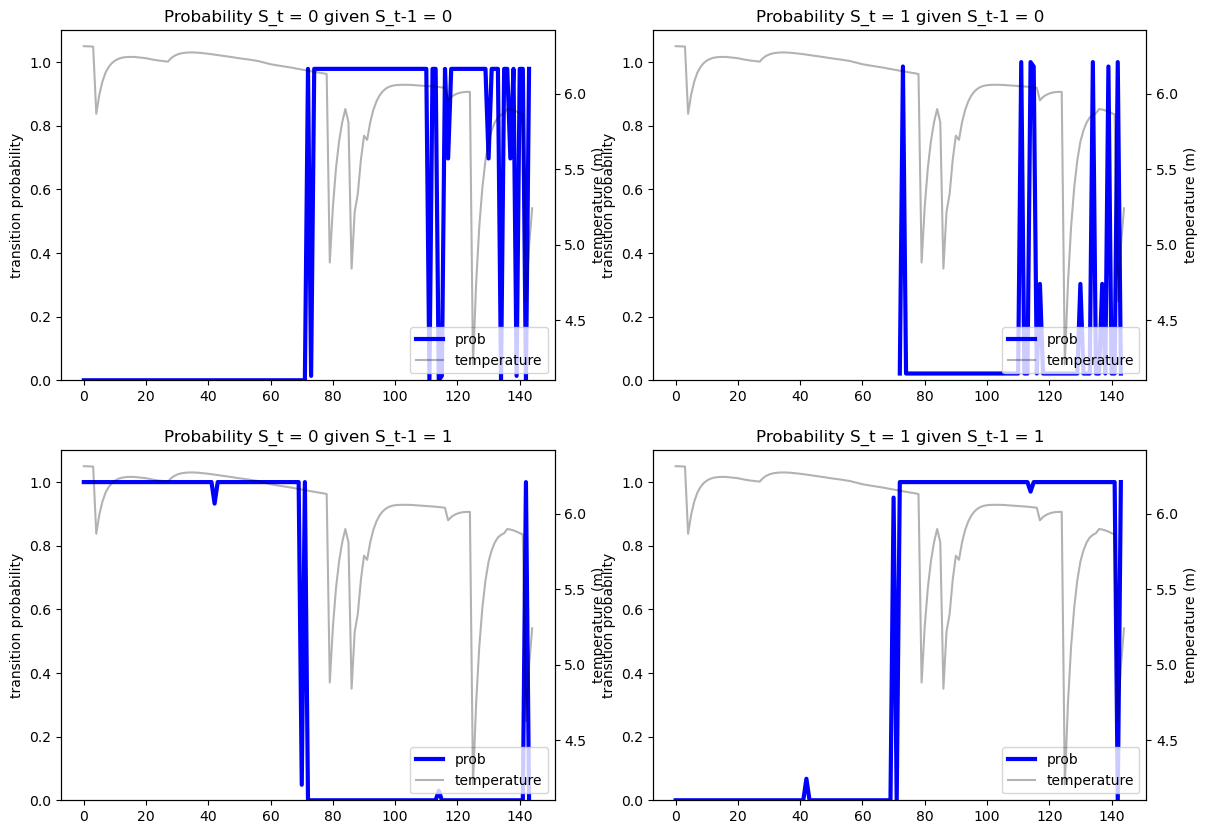 Probability S_t = 0 given S_t-1 = 0
transition probability
1.0
0.8
0.6
0.4
0.2
0.0
0 20 40 60 80 100 120 140
6.0
5.5
5.0
4.5
temperature (m)
prob
temperature
Probability S_t = 1 given S_t-1 = 0
transition probability
1.0
0.8
0.6
0.4
0.2
0.0
0 20 40 60 80 100 120 140
6.0
5.5
5.0
4.5
temperature (m)
prob
temperature
Probability S_t = 0 given S_t-1 = 1
transition probability
1.0
0.8
0.6
0.4
0.2
0.0
0 20 40 60 80 100 120 140
6.0
5.5
5.0
4.5
temperature (m)
prob
temperature
Probability S_t = 1 given S_t-1 = 1
transition probability
1.0
0.8
0.6
0.4
0.2
0.0
0 20 40 60 80 100 120 140
6.0
5.5
5.0
4.5
temperature (m)
prob
temperature